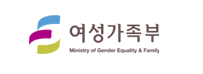 여성가족부
Ministry of Gender Equality & Family